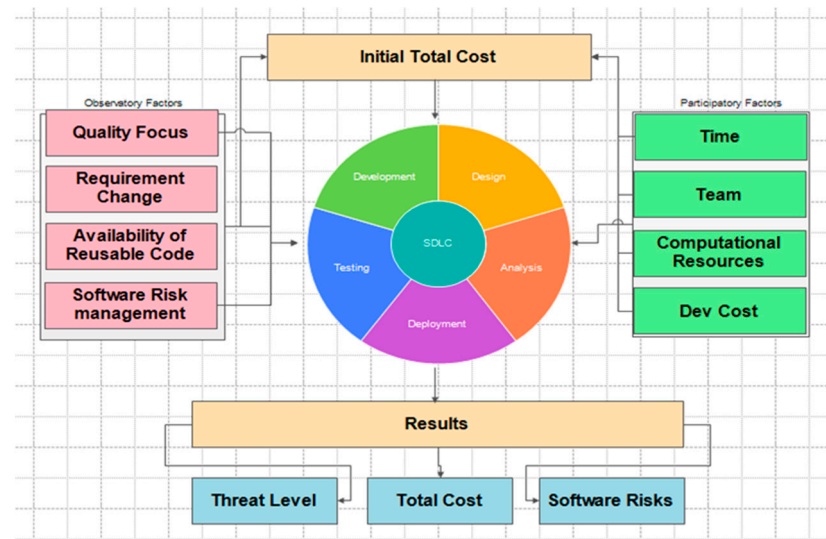 Initial Total Cost
Observatory Factors
Participatory Factors
Quality Focus
Requirement
Change
Availability of
Reusable Code
Software Risk
management
Development
Design
SDLC
Testing
Analysis
Deployment
Time
Team
Computational
Resources
Dev Cost
Results
Threat Level
Total Cost
Software Risks